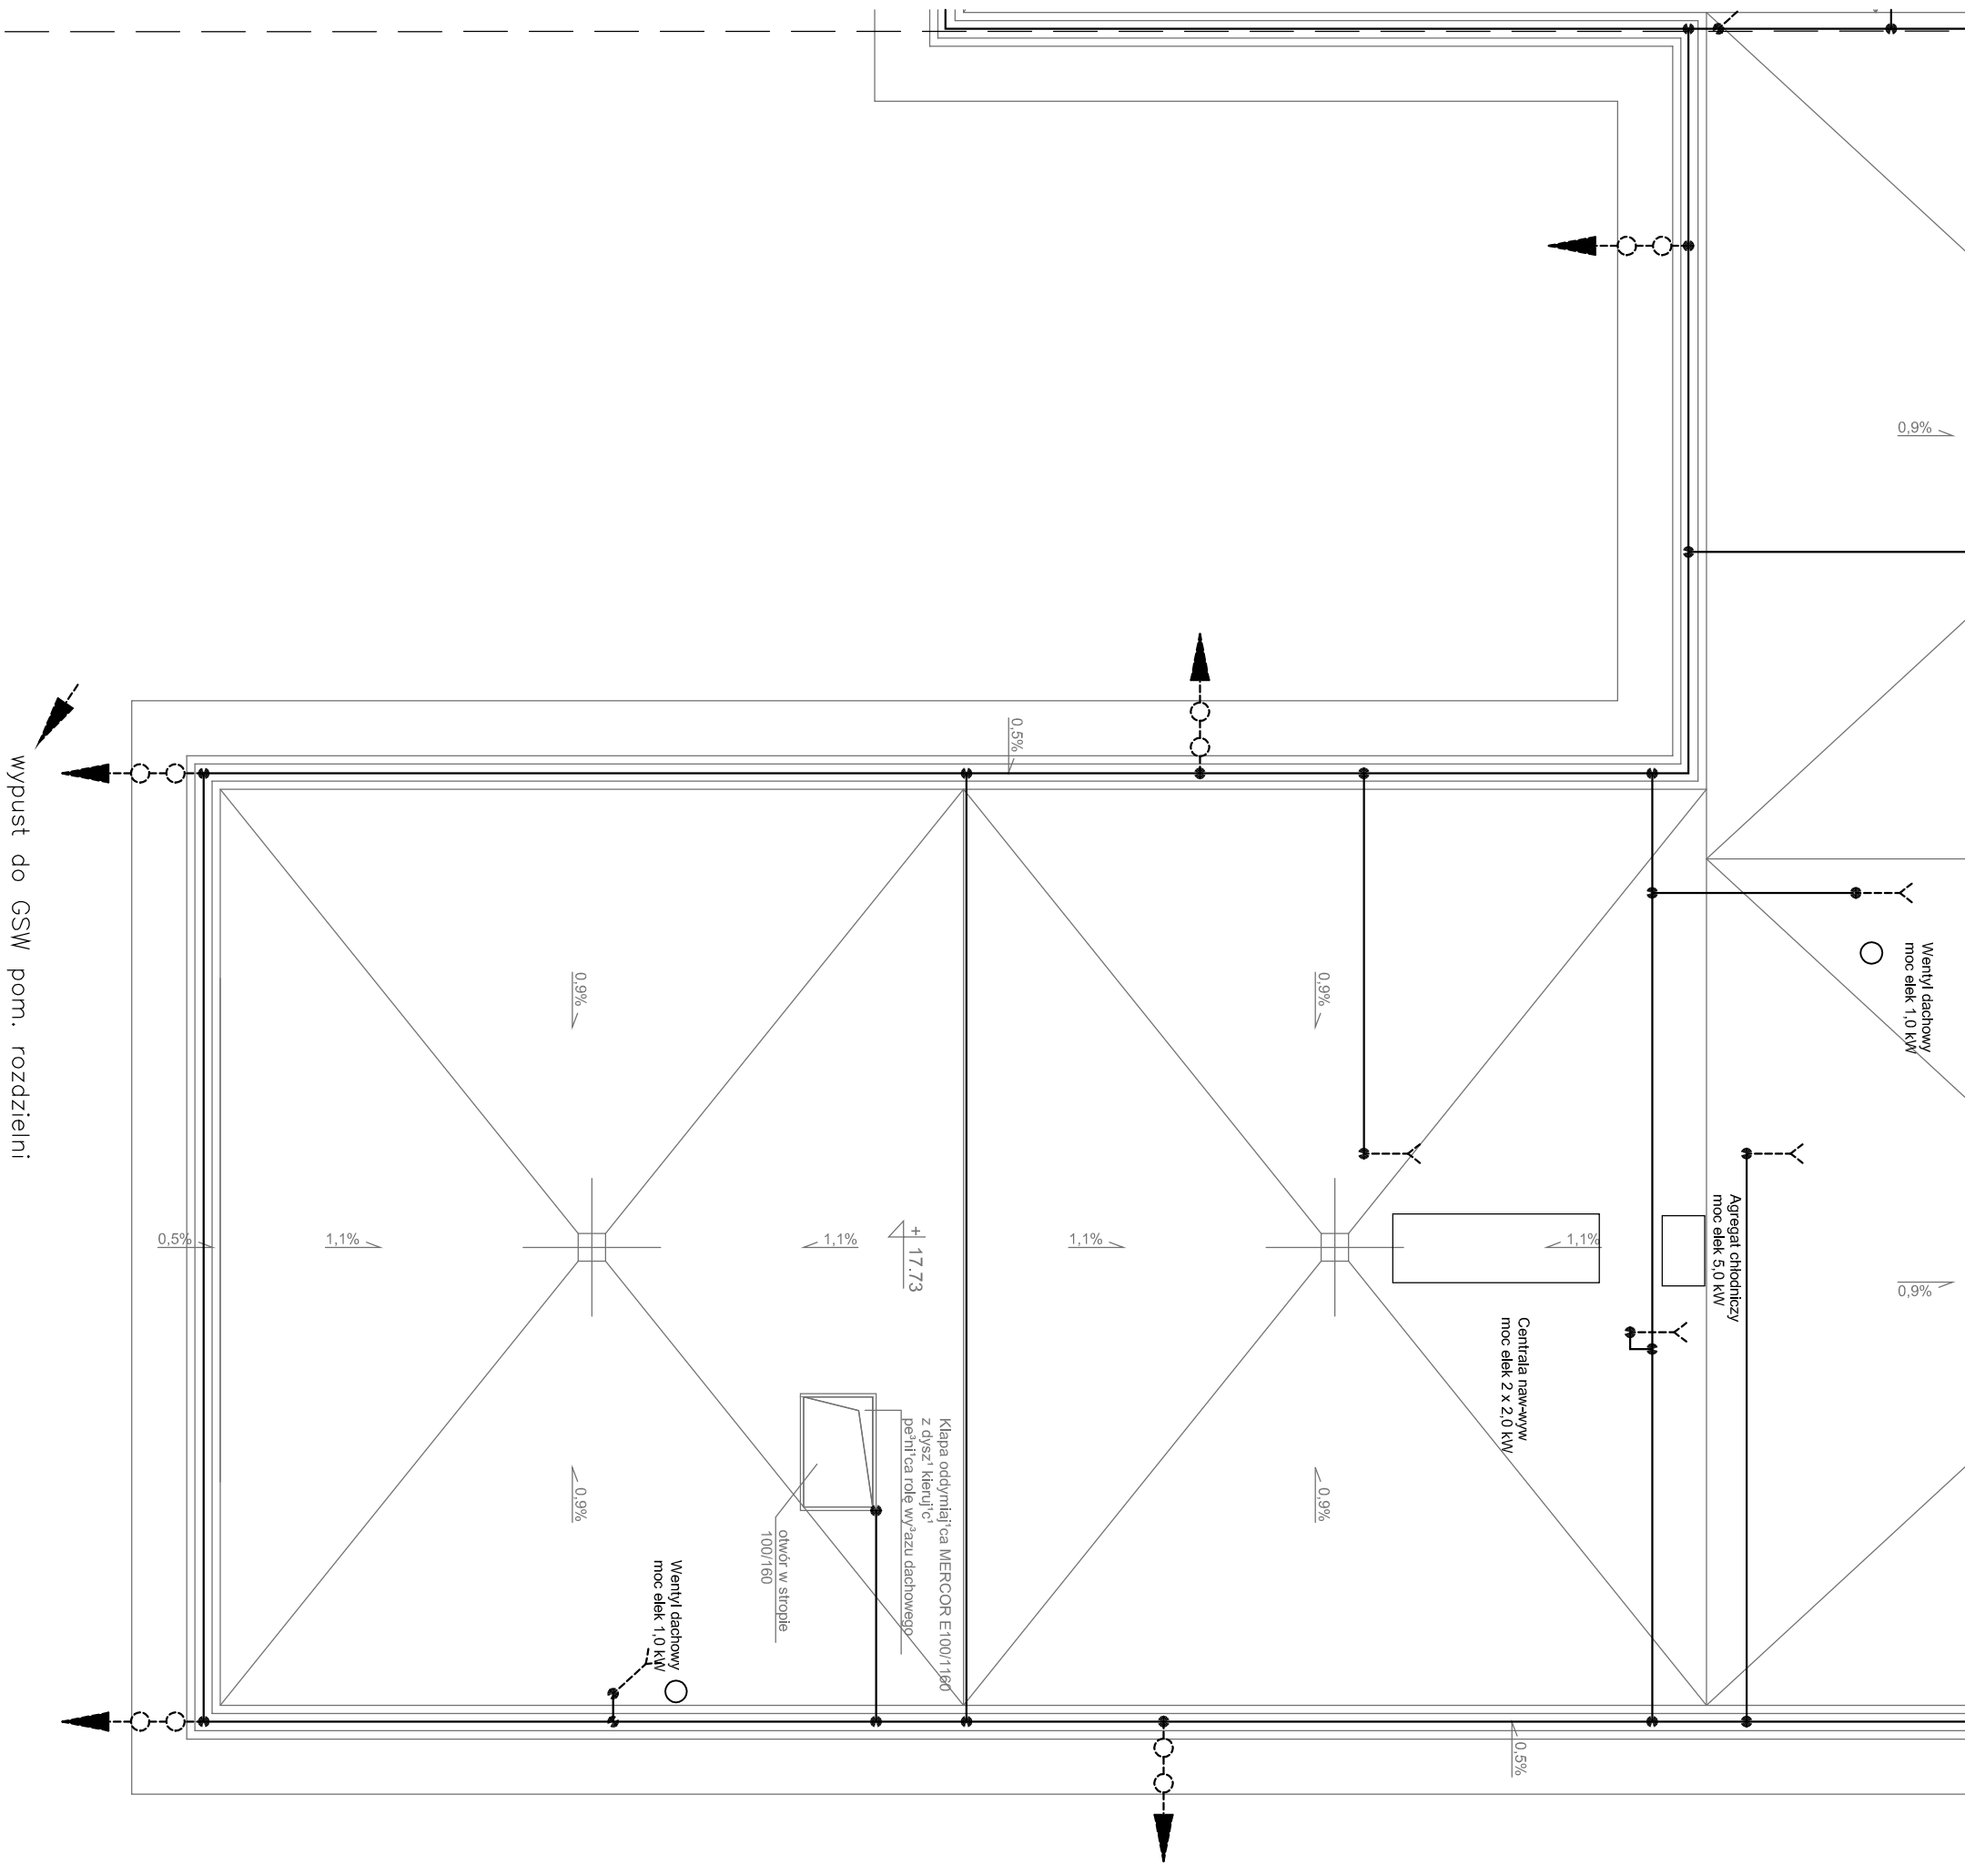 0,9%
0,5%
Wentyl dachowy
moc elek 1,0 kW
wypust do GSW pom. rozdzielni
0,9%
0,9%
Agregat chłodniczy
moc elek 5,0 kW
0,5%
1,1%
1,1%
+ 17.73
1,1%
1,1%
0,9%
Centrala naw-wyw
moc elek 2 x 2,0 kW
Klapa oddymiaj¹ca MERCOR E100/1160
z dysz¹ kieruj¹c¹
pe³ni¹ca rolę wy³azu dachowego
0,9%
0,9%
otwór w stropie
100/160
Wentyl dachowy
moc elek 1,0 kW
0,5%